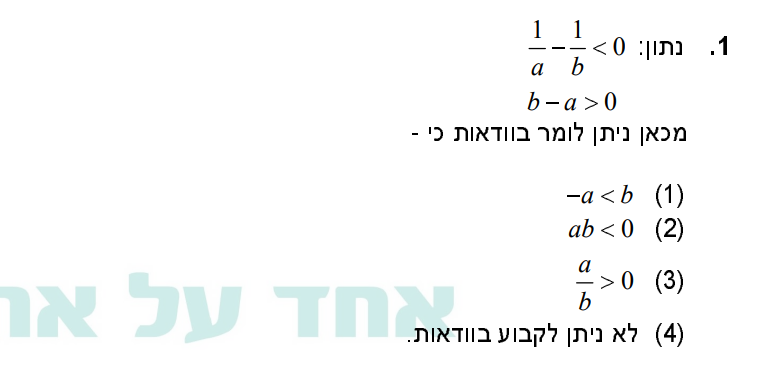 1. נתון: 1/a − 1/b < 0
b − a > 0
מכאן ניתן לומר בוודאות כי -
(1) −a < b
(2) ab < 0
(3) a/b > 0
(4) לא ניתן לקבוע בוודאות.
אחד על